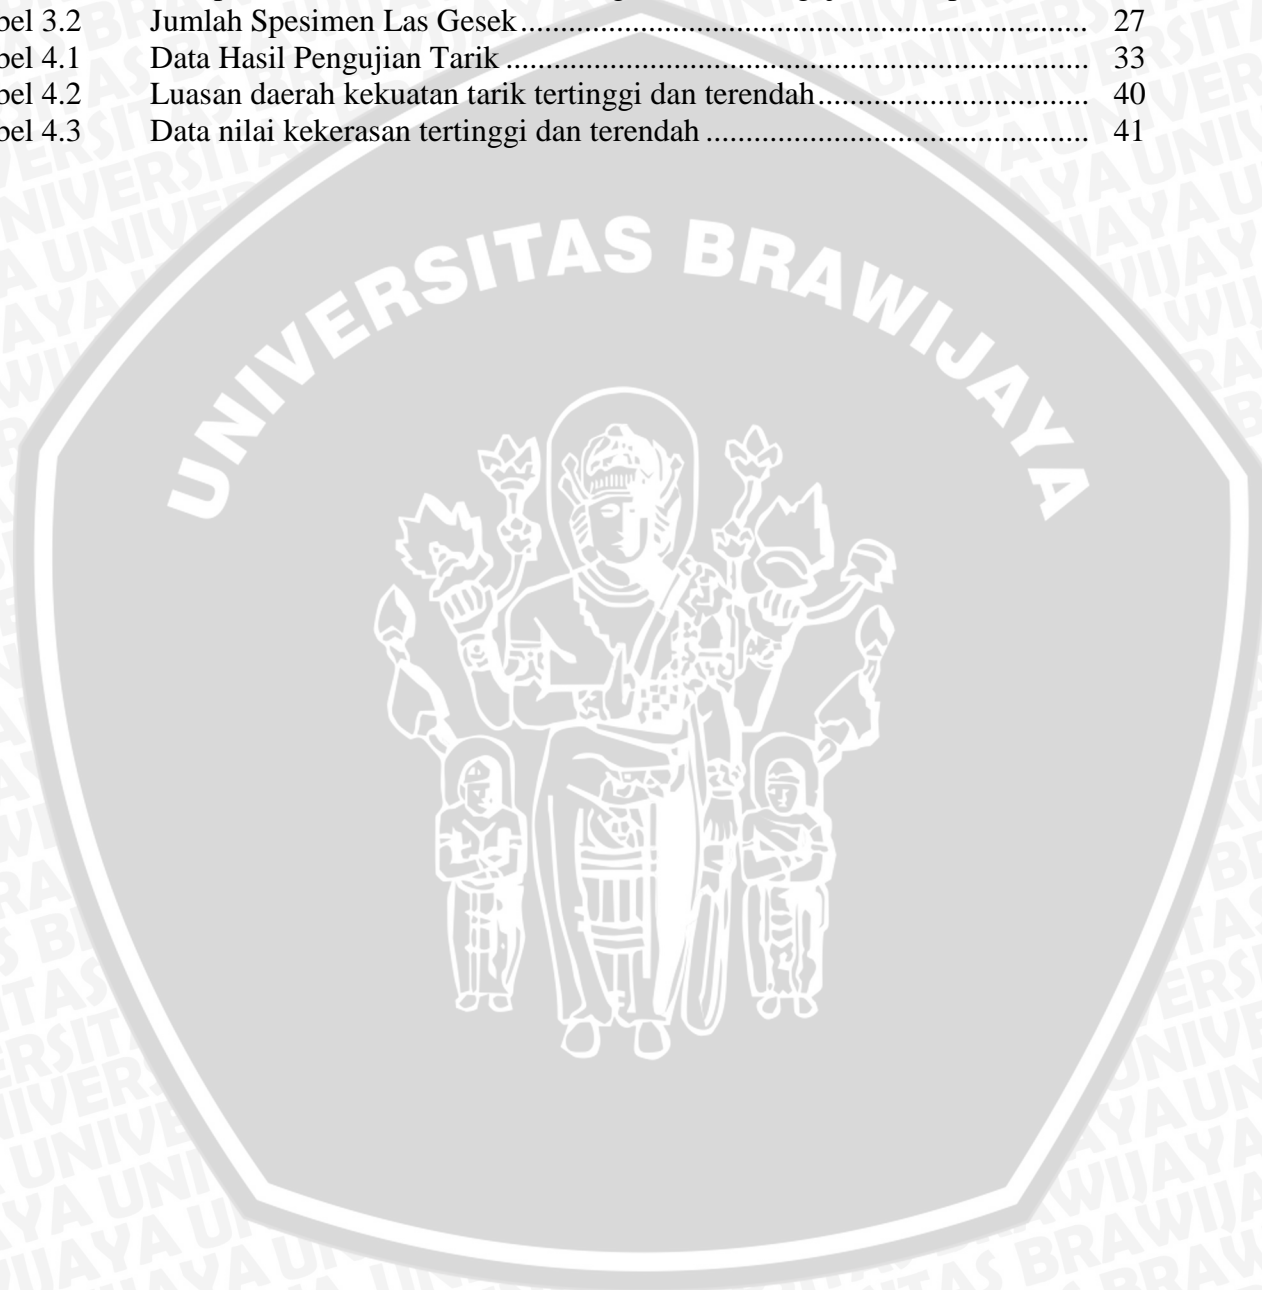 bel 3.2 Jumlah Spesimen Las Gesek........................................................................ 27
bel 4.1 Data Hasil Pengujian Tarik .......................................................................... 33
bel 4.2 Luasan daerah kekuatan tarik tertinggi dan terendah.................................. 40
bel 4.3 Data nilai kekerasan tertinggi dan terendah ................................................ 41
UNIVERSITAS BRAWIJAYA